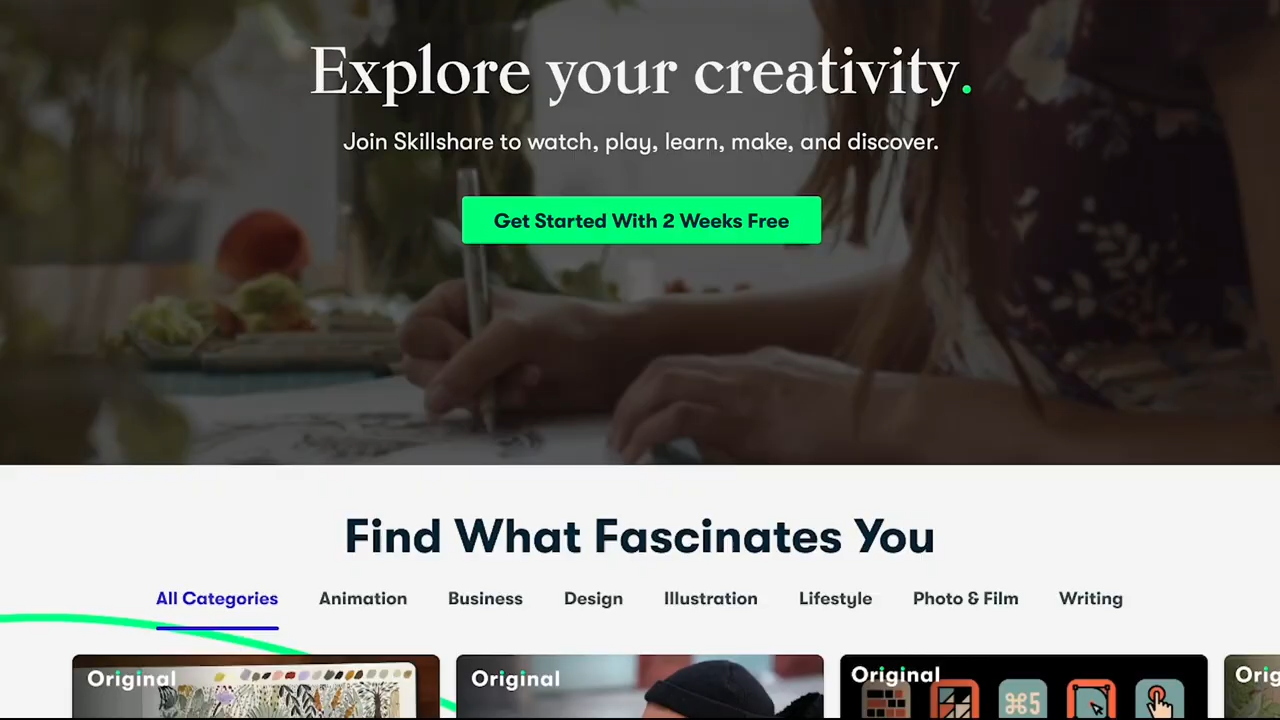 Explore your creativity.
Join Skillshare to watch, play, learn, make, and discover.
Get Started With 2 Weeks Free
Find What Fascinates You
All Categories Animation Business Design Illustration Lifestyle Photo & Film Writing
Original Original Original Orig
⌘5